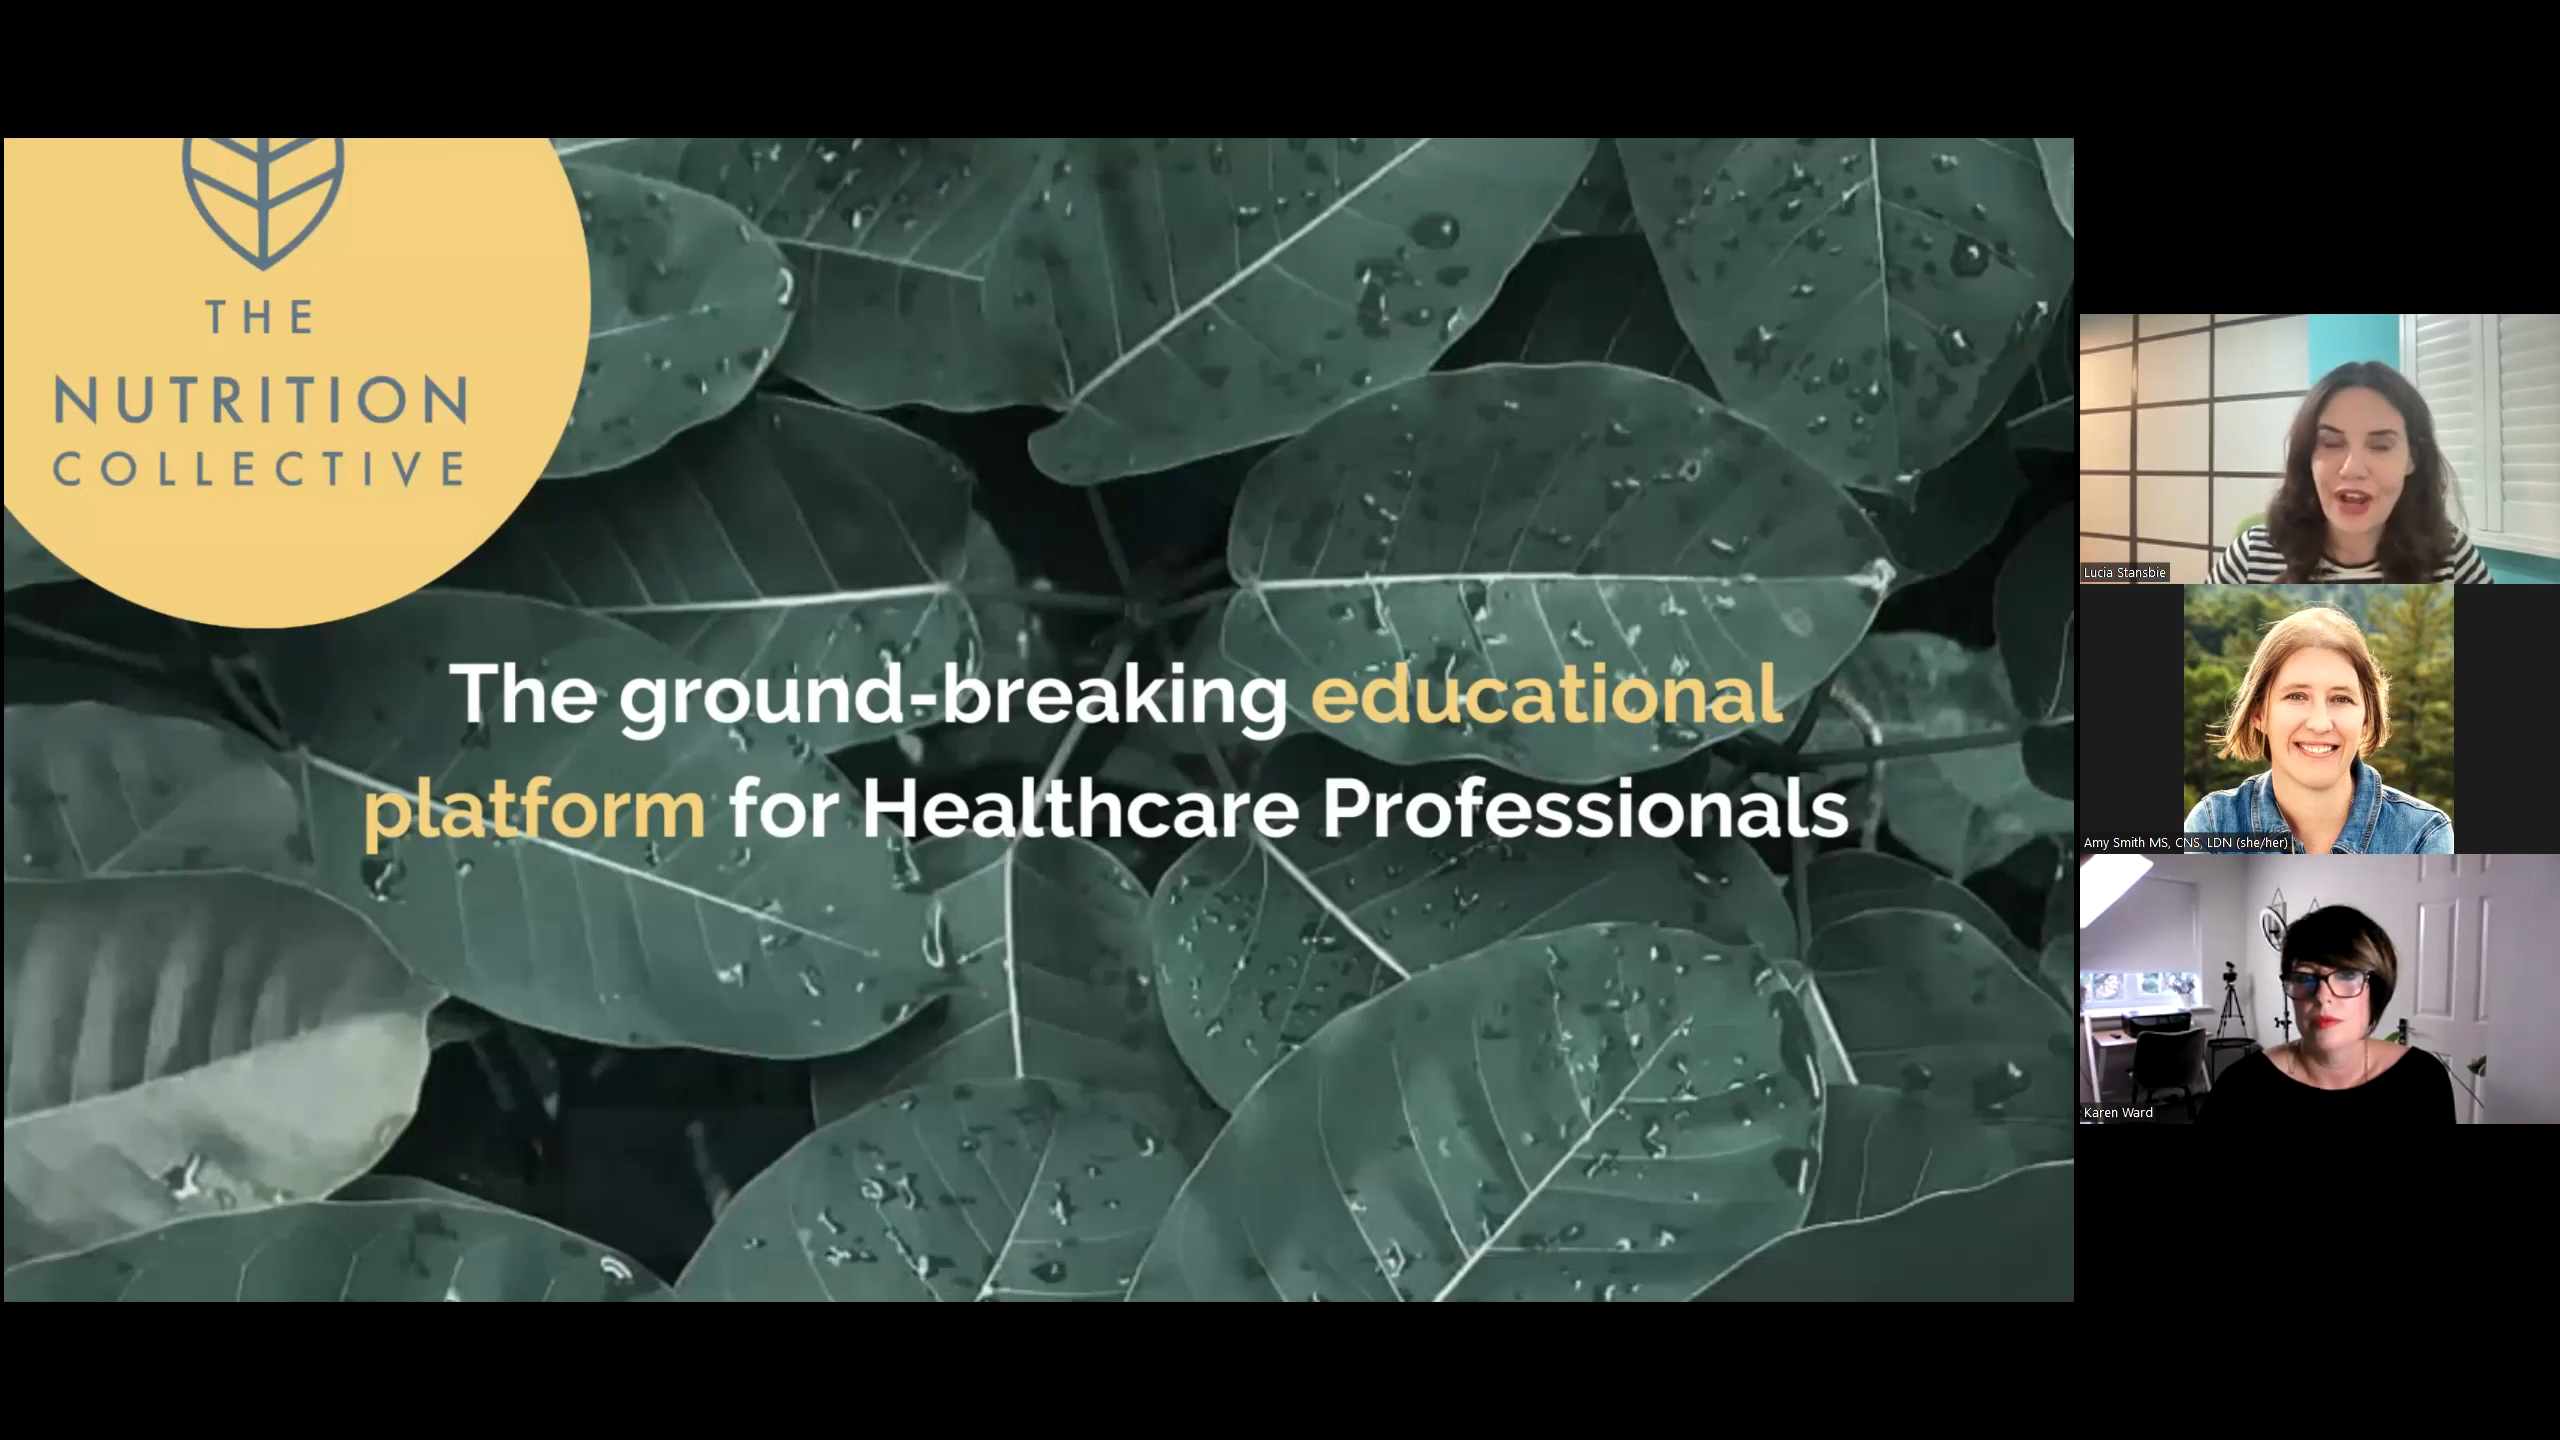 THE
NUTRITION
COLLECTIVE
The ground-breaking educational
platform for Healthcare Professionals
Lucia Stansbie
Amy Smith MS, CNS, LDN (she/her)
Karen Ward